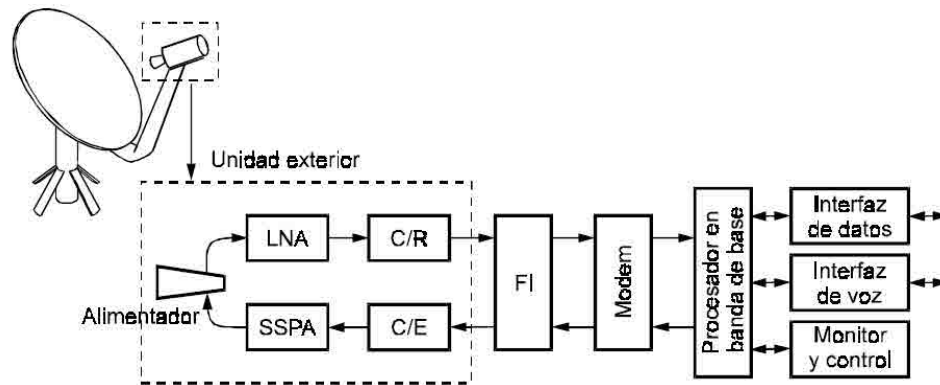 Unidad exterior
LNA
C/R
Alimentador
SSPA
C/E
FI
Modem
Procesador en
banda de base
Interfaz
de datos
Interfaz
de voz
Monitor
y control